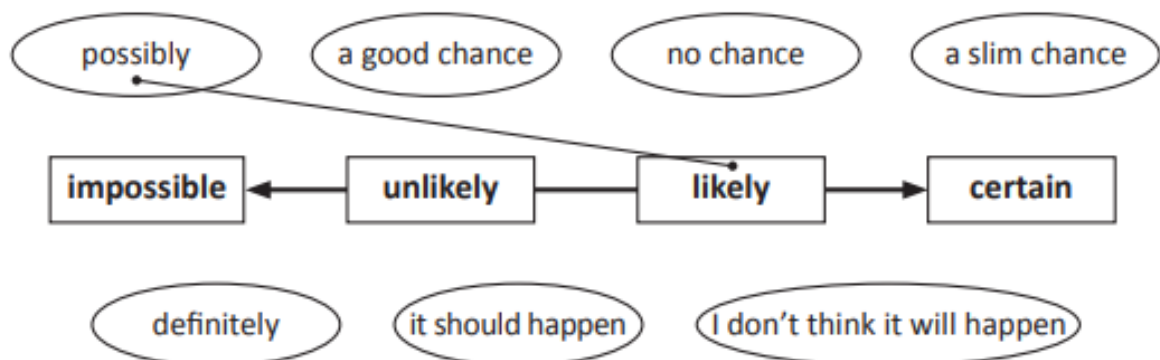 possibly
a good chance
no chance
a slim chance
impossible
unlikely
likely
certain
definitely
it should happen
I don't think it will happen